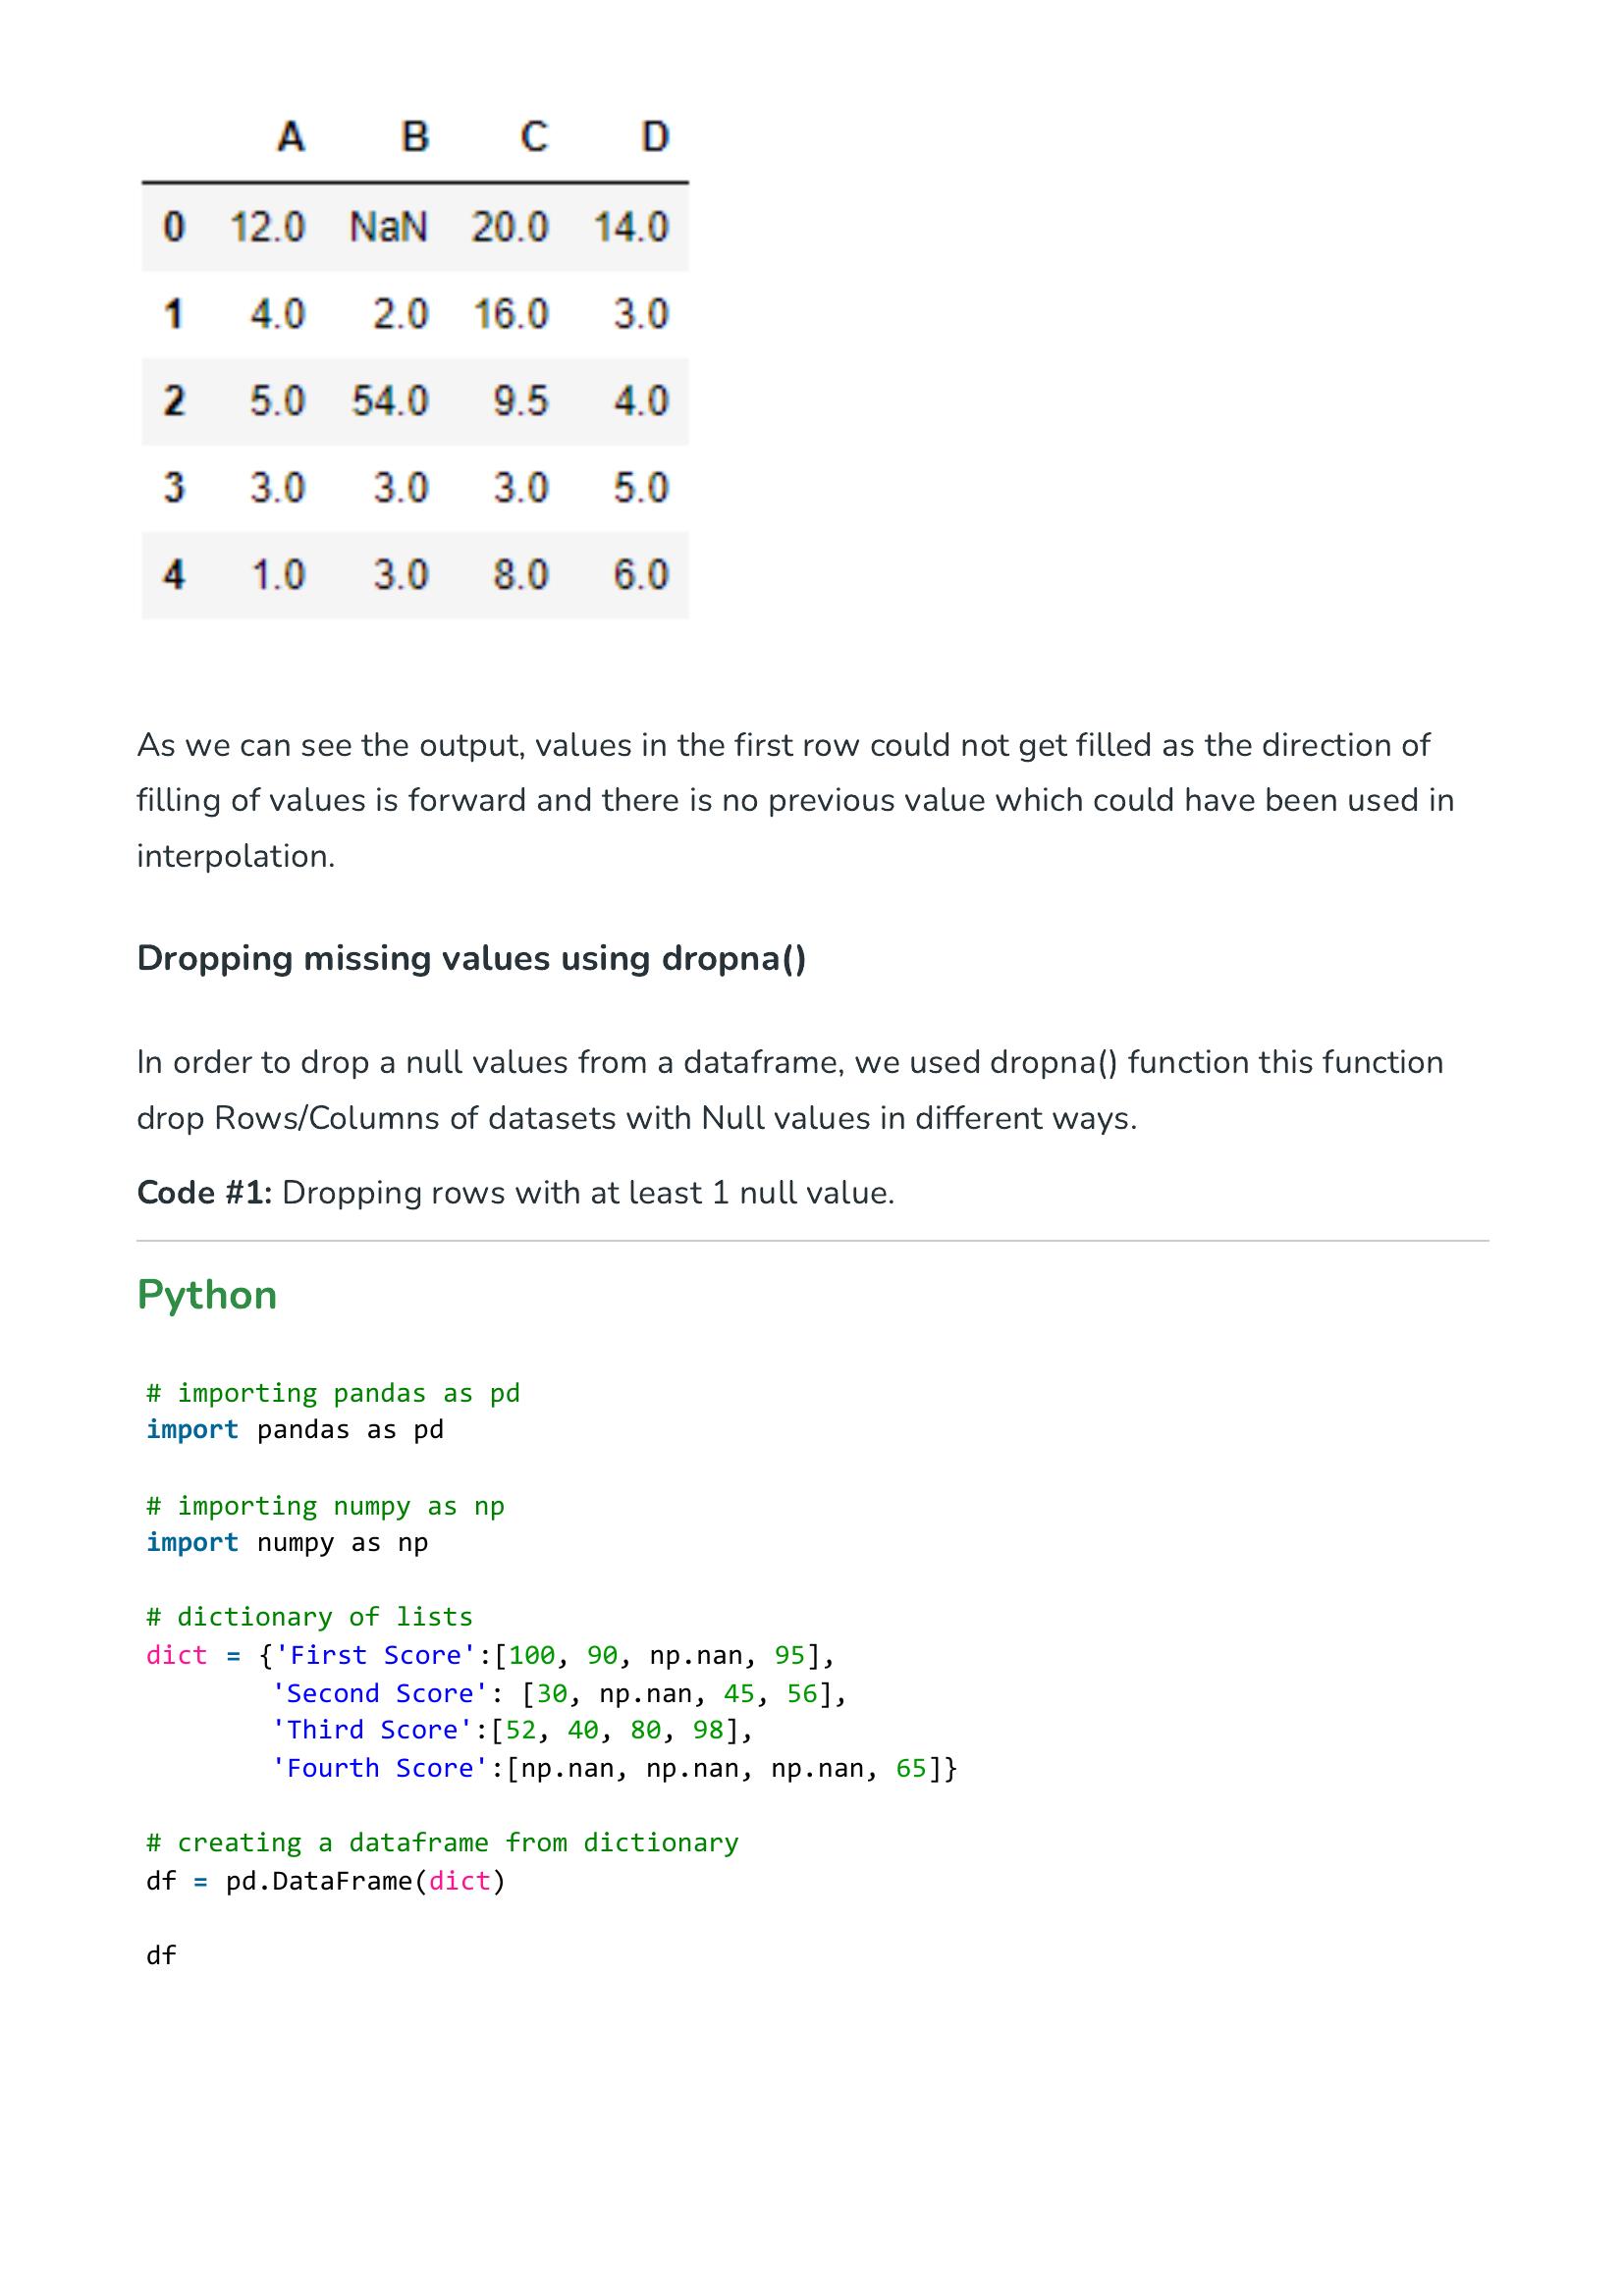 A B C D
0 12.0 NaN 20.0 14.0
1 4.0 2.0 16.0 3.0
2 5.0 54.0 9.5 4.0
3 3.0 3.0 3.0 5.0
4 1.0 3.0 8.0 6.0
As we can see the output, values in the first row could not get filled as the direction of
filling of values is forward and there is no previous value which could have been used in
interpolation.
Dropping missing values using dropna()
In order to drop a null values from a dataframe, we used dropna() function this function
drop Rows/Columns of datasets with Null values in different ways.
Code #1: Dropping rows with at least 1 null value.
Python
# importing pandas as pd
import pandas as pd
# importing numpy as np
import numpy as np
# dictionary of lists
dict = {'First Score':[100, 90, np.nan, 95],
'Second Score': [30, np.nan, 45, 56],
'Third Score':[52, 40, 80, 98],
'Fourth Score':[np.nan, np.nan, np.nan, 65]}
# creating a dataframe from dictionary
df = pd.DataFrame(dict)
df